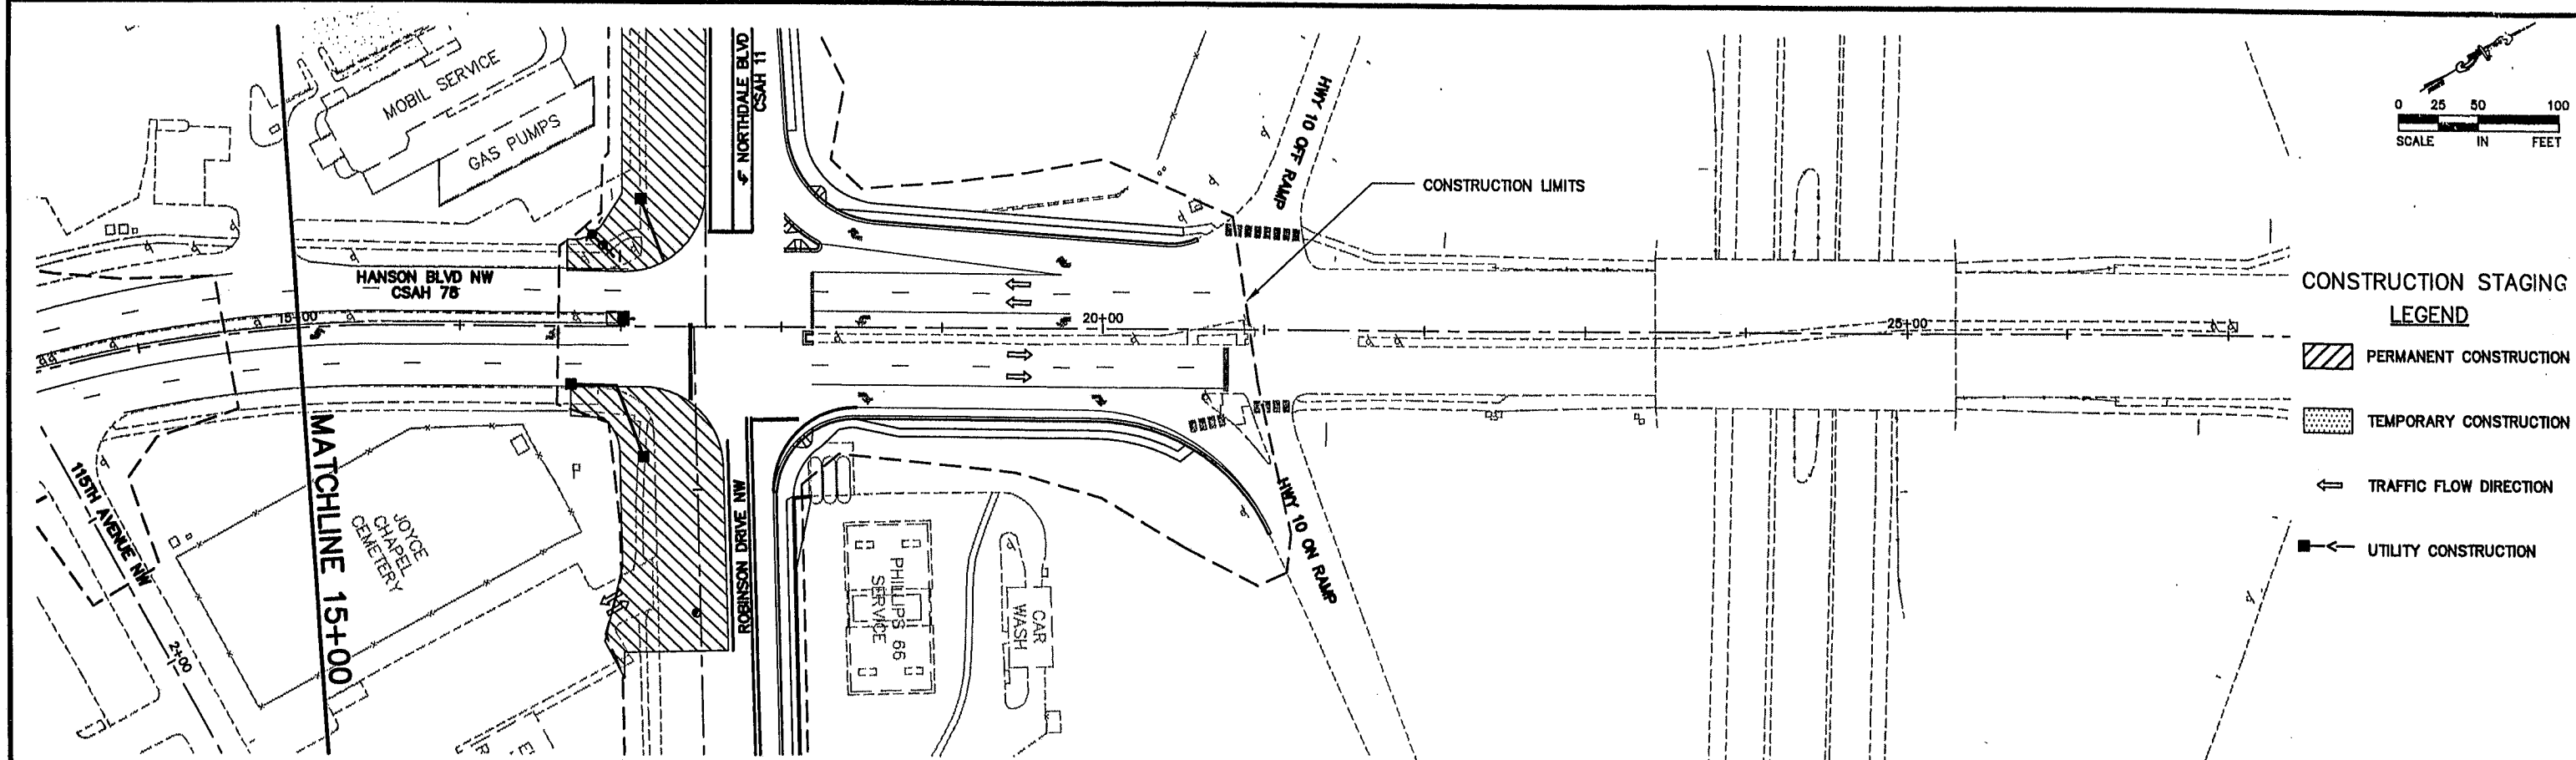 MOBIL SERVICE
GAS PUMPS
NORTHDALE BLVD
CSAH 11
HWY 10 OFF RAMP
CONSTRUCTION LIMITS
0 25 50 100
SCALE IN FEET
HANSON BLVD NW
CSAH 78
15+00
20+00
25+00
CONSTRUCTION STAGING
LEGEND
PERMANENT CONSTRUCTION
TEMPORARY CONSTRUCTION
TRAFFIC FLOW DIRECTION
UTILITY CONSTRUCTION
MATCHLINE 15+00
115TH AVENUE NW
2+00
JOYCE
CHAPEL
CEMETERY
P
ROBINSON DRIVE NW
PHILLIPS 66
SERVICE
CAR
WASH
HWY 10 ON RAMP